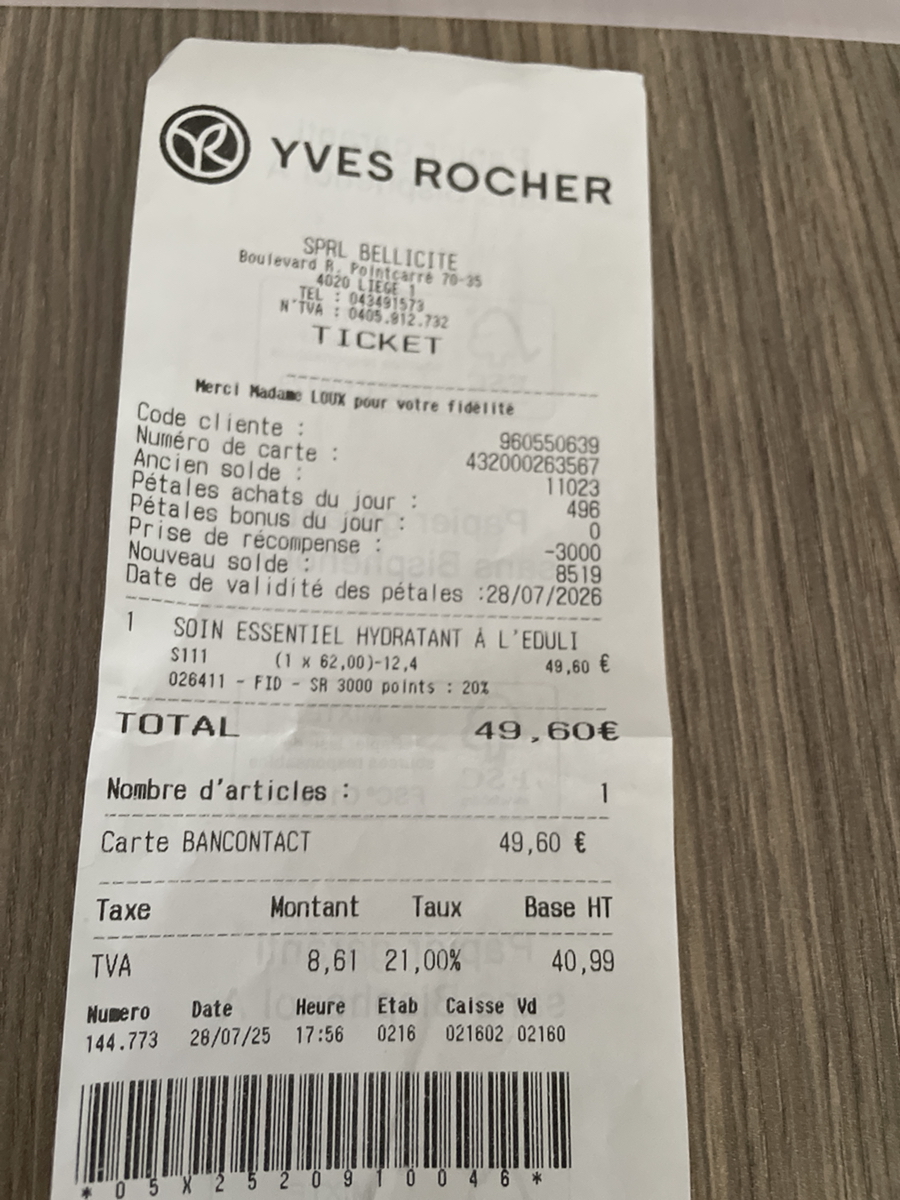 YVES ROCHER
SPRL BELLICITE
Boulevard R. Pointcarré 70-35
4020 LIEGE 1
TEL : 043491573
N°TVA : 0405.912.732
TICKET
Merci Madame LOUX pour votre fidélité
Code cliente : 960550639
Numéro de carte : 432000263567
Ancien solde : 11023
Pétales achats du jour : 496
Pétales bonus du jour : 0
Prise de récompense : -3000
Nouveau solde : 8519
Date de validité des pétales :28/07/2026
1 SOIN ESSENTIEL HYDRATANT À L'EDULI
S111 (1 x 62,00)-12,4 49,60 €
026411 - FID - SR 3000 points : 20%
TOTAL 49,60€
Nombre d'articles : 1
Carte BANCONTACT 49,60 €
Taxe Montant Taux Base HT
TVA 8,61 21,00% 40,99
Numero Date Heure Etab Caisse Vd
144.773 28/07/25 17:56 0216 021602 02160
*05X2520910046*